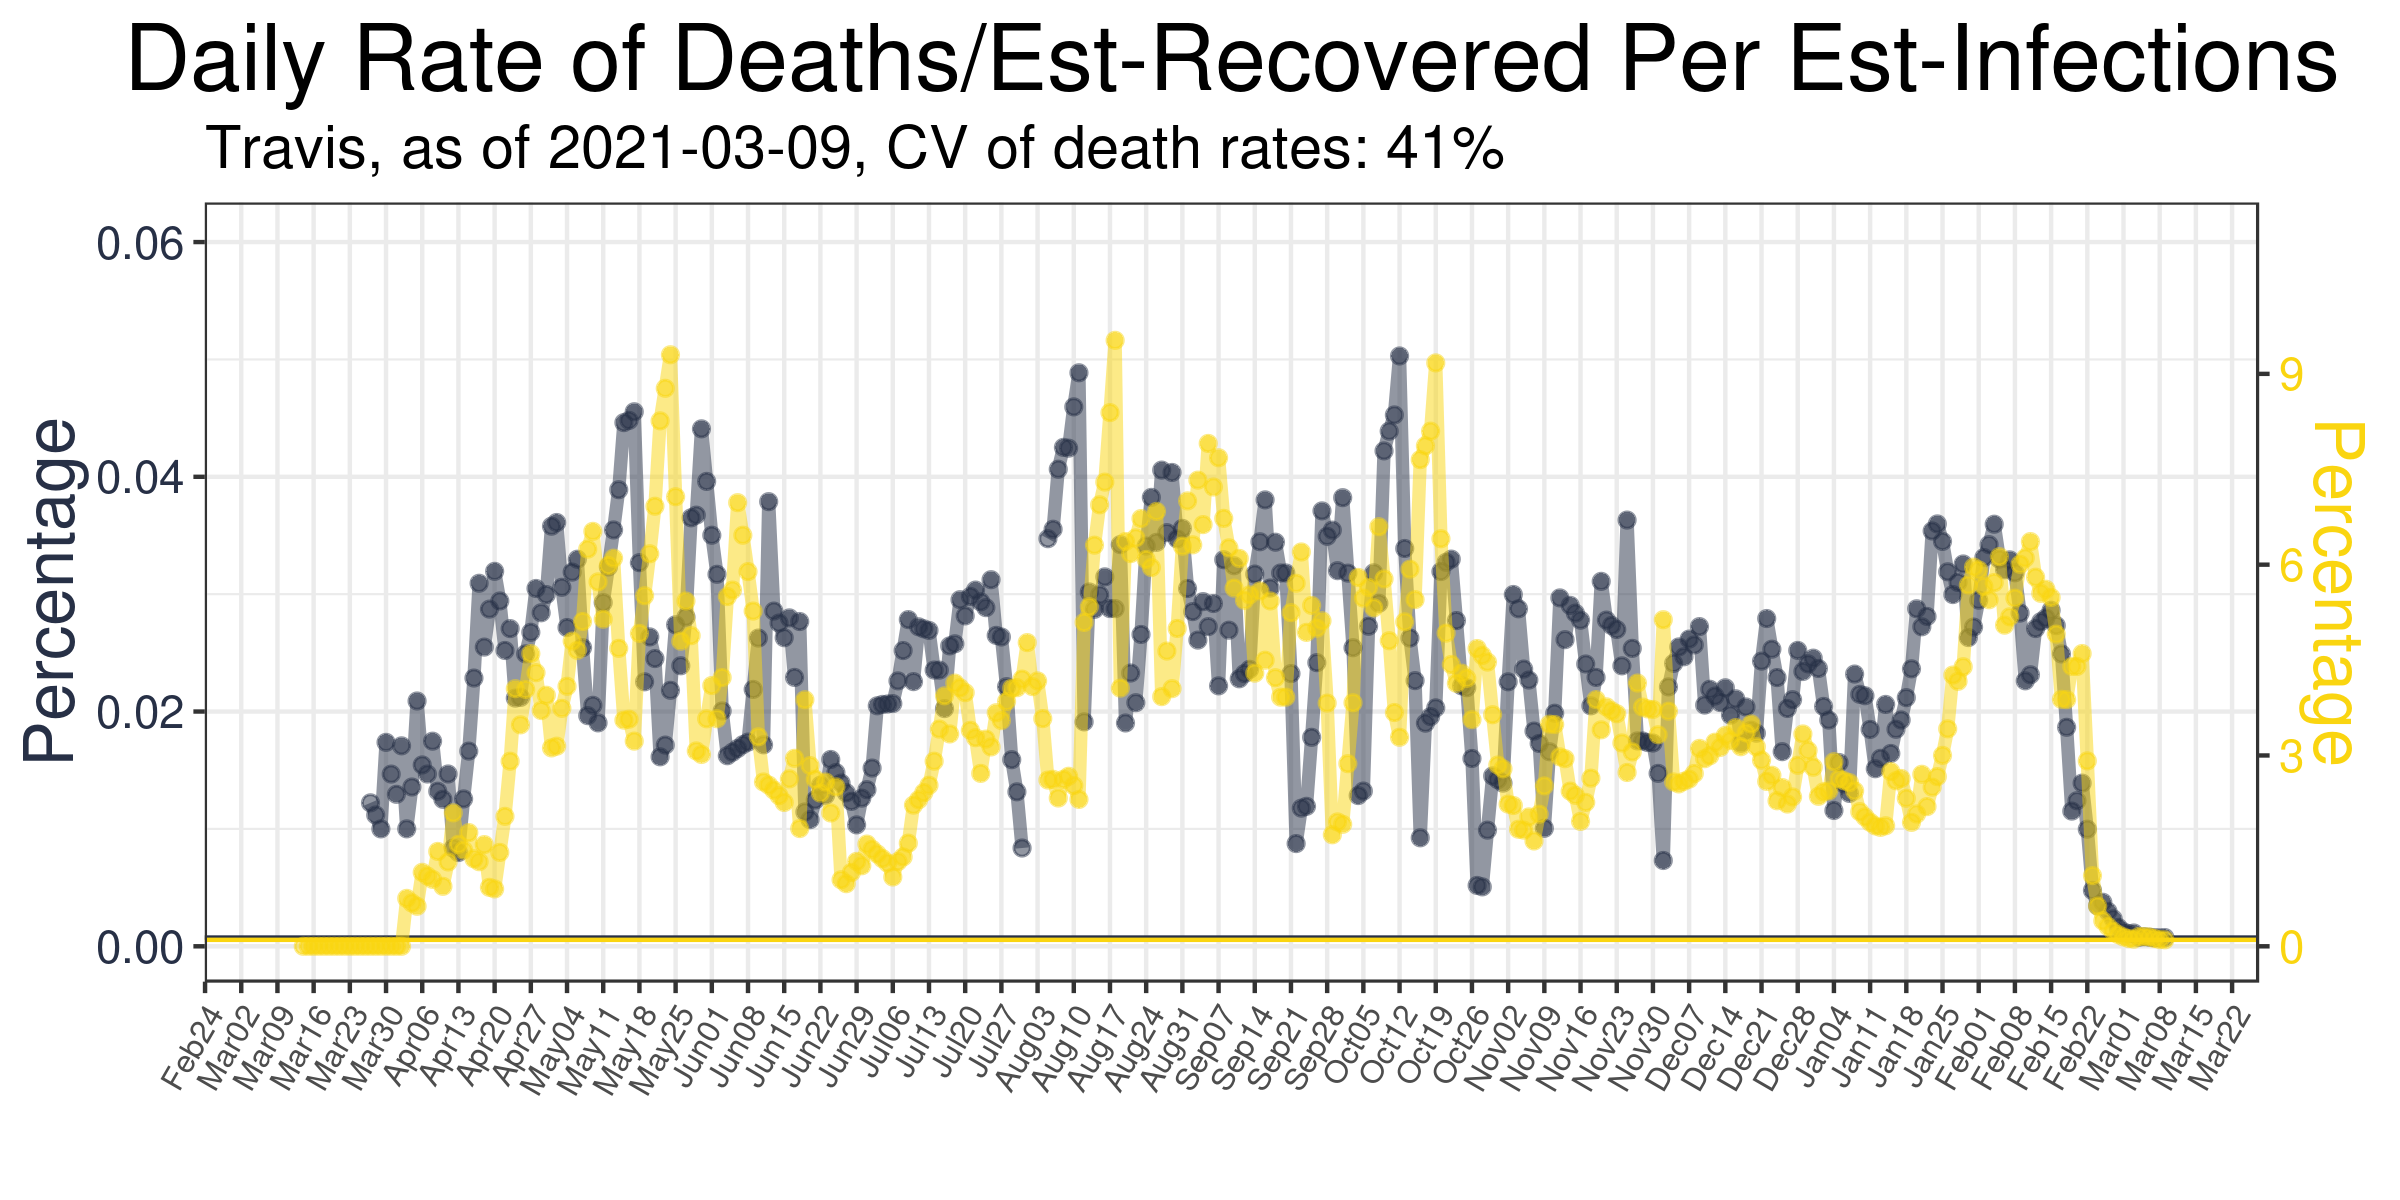 Daily Rate of Deaths/Est-Recovered Per Est-Infections
Travis, as of 2021-03-09, CV of death rates: 41%
Percentage
0.06
0.04
0.02
0.00
9
6
3
0
Percentage
Feb24
Mar02
Mar09
Mar16
Mar23
Mar30
Apr06
Apr13
Apr20
Apr27
May04
May11
May18
May25
Jun01
Jun08
Jun15
Jun22
Jun29
Jul06
Jul13
Jul20
Jul27
Aug03
Aug10
Aug17
Aug24
Aug31
Sep07
Sep14
Sep21
Sep28
Oct05
Oct12
Oct19
Oct26
Nov02
Nov09
Nov16
Nov23
Nov30
Dec07
Dec14
Dec21
Dec28
Jan04
Jan11
Jan18
Jan25
Feb01
Feb08
Feb15
Feb22
Mar01
Mar08
Mar15
Mar22